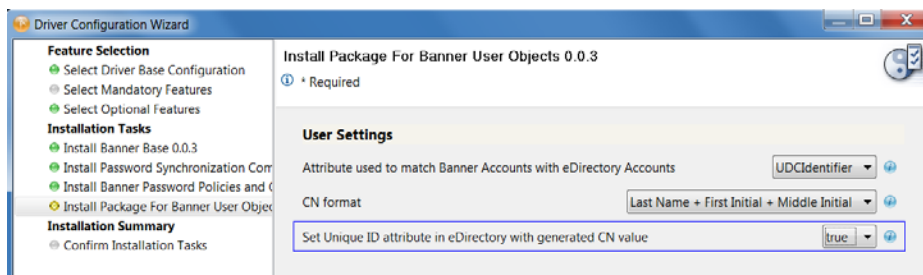 Driver Configuration Wizard
Feature Selection
Select Driver Base Configuration
Select Mandatory Features
Select Optional Features
Installation Tasks
Install Banner Base 0.0.3
Install Password Synchronization Com
Install Banner Password Policies and
Install Package For Banner User Objec
Installation Summary
Confirm Installation Tasks
Install Package For Banner User Objects 0.0.3
* Required
User Settings
Attribute used to match Banner Accounts with eDirectory Accounts UDCIdentifier
CN format Last Name + First Initial + Middle Initial
Set Unique ID attribute in eDirectory with generated CN value true